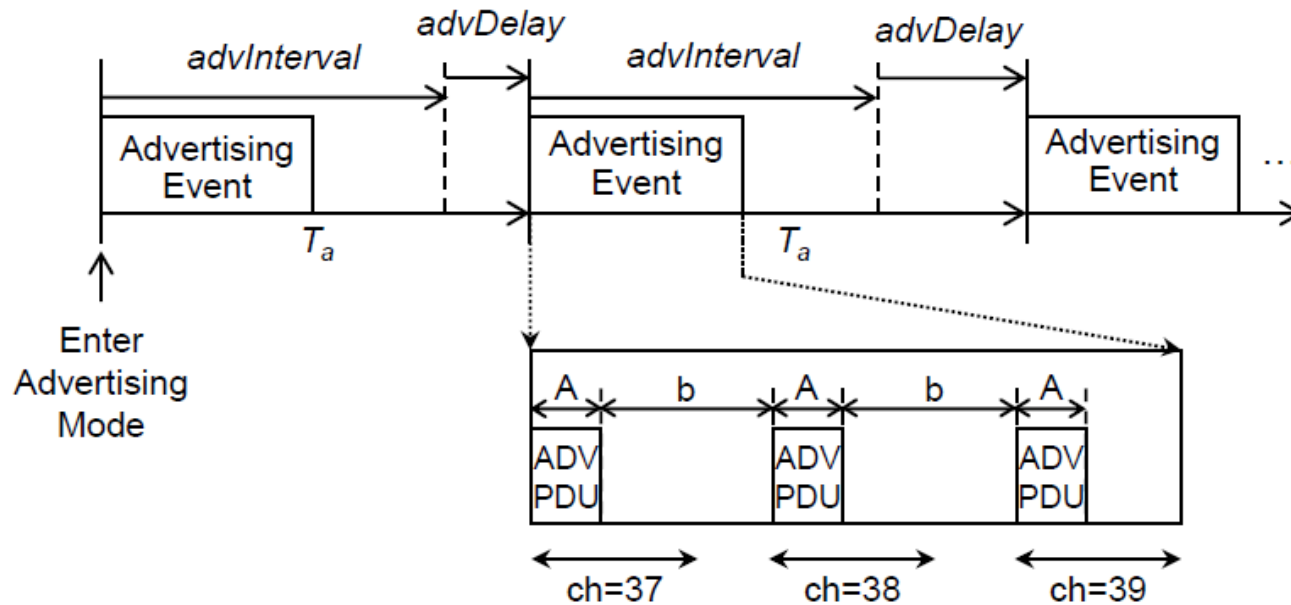 advDelay
advDelay
advInterval
advInterval
Advertising
Event
Advertising
Event
Advertising
Event
...
T_a
T_a
Enter
Advertising
Mode
A
b
A
b
A
ADV
PDU
ADV
PDU
ADV
PDU
ch=37
ch=38
ch=39